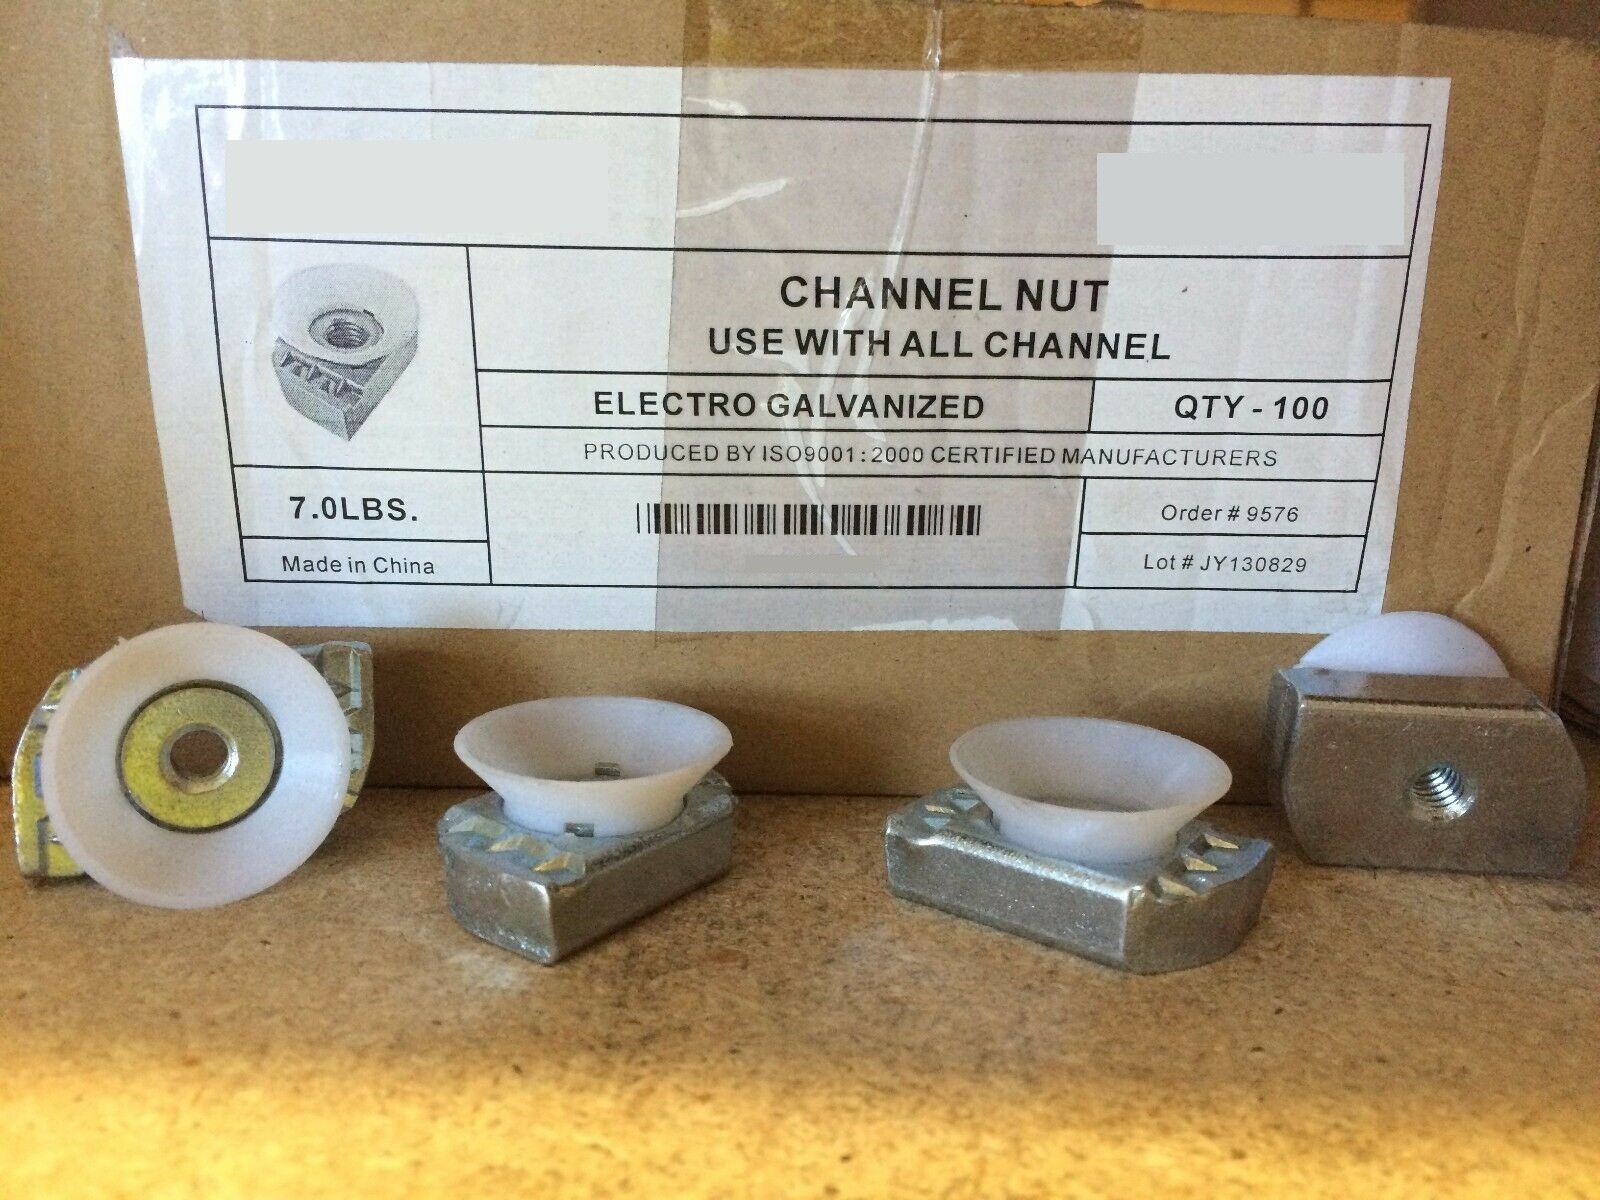 CHANNEL NUT
USE WITH ALL CHANNEL
ELECTRO GALVANIZED
QTY - 100
PRODUCED BY ISO9001:2000 CERTIFIED MANUFACTURERS
7.0LBS.
Made in China
Order # 9576
Lot # JY130829